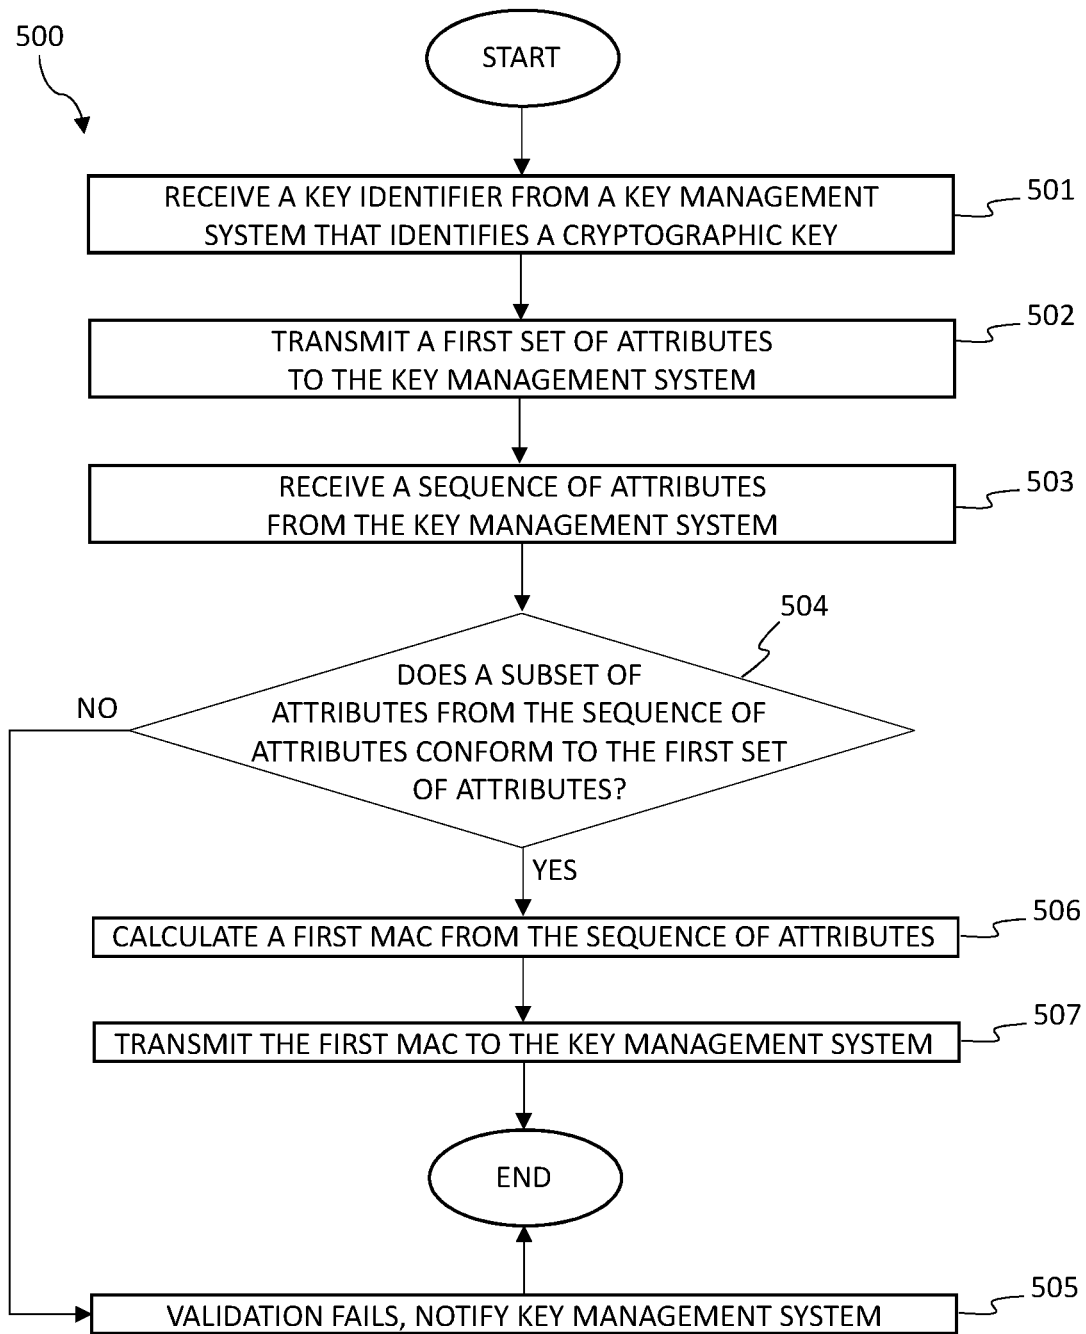 500
START
RECEIVE A KEY IDENTIFIER FROM A KEY MANAGEMENT
SYSTEM THAT IDENTIFIES A CRYPTOGRAPHIC KEY
501
TRANSMIT A FIRST SET OF ATTRIBUTES
TO THE KEY MANAGEMENT SYSTEM
502
RECEIVE A SEQUENCE OF ATTRIBUTES
FROM THE KEY MANAGEMENT SYSTEM
503
504
DOES A SUBSET OF
ATTRIBUTES FROM THE SEQUENCE OF
ATTRIBUTES CONFORM TO THE FIRST SET
OF ATTRIBUTES?
NO
YES
CALCULATE A FIRST MAC FROM THE SEQUENCE OF ATTRIBUTES
506
TRANSMIT THE FIRST MAC TO THE KEY MANAGEMENT SYSTEM
507
END
VALIDATION FAILS, NOTIFY KEY MANAGEMENT SYSTEM
505